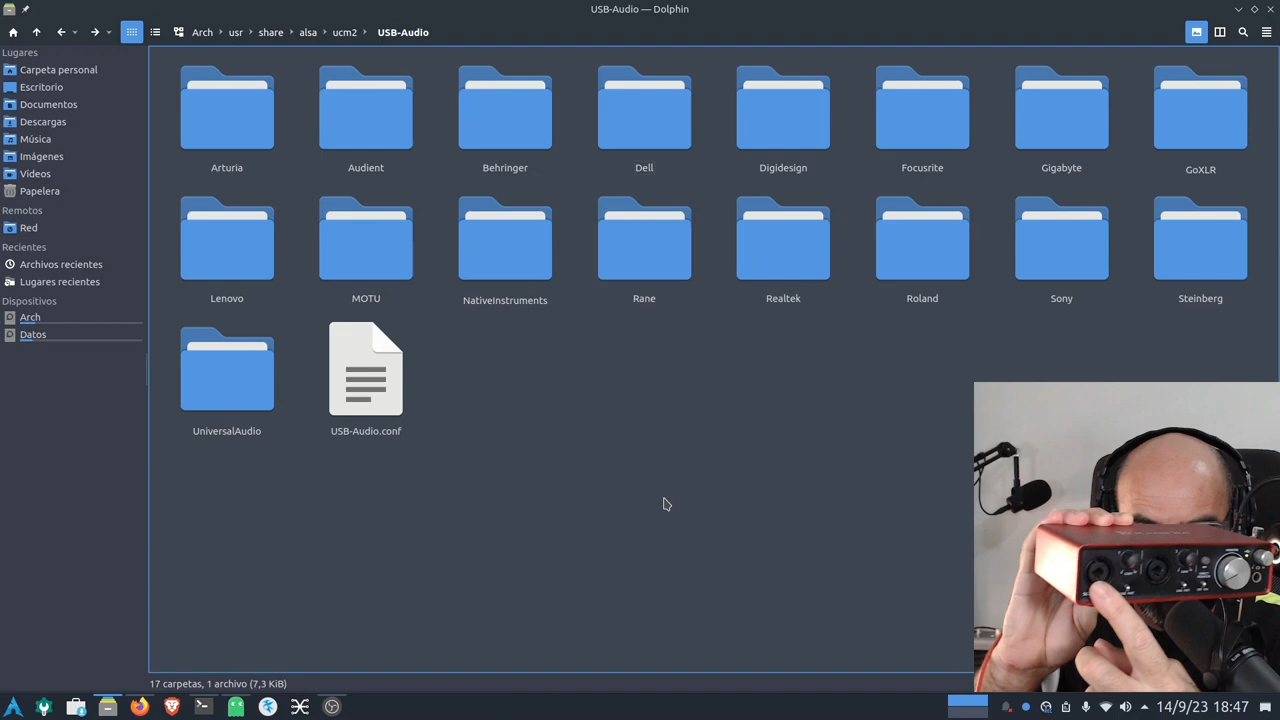 USB-Audio — Dolphin
Arch › usr › share › alsa › ucm2 › USB-Audio
Lugares
Carpeta personal
Escritorio
Documentos
Descargas
Música
Imágenes
Vídeos
Papelera
Remotos
Red
Recientes
Archivos recientes
Lugares recientes
Dispositivos
Arch
Datos
Arturia
Audient
Behringer
Dell
Digidesign
Focusrite
Gigabyte
GoXLR
Lenovo
MOTU
NativeInstruments
Rane
Realtek
Roland
Sony
Steinberg
UniversalAudio
USB-Audio.conf
17 carpetas, 1 archivo (7,3 KiB)
14/9/23 18:47